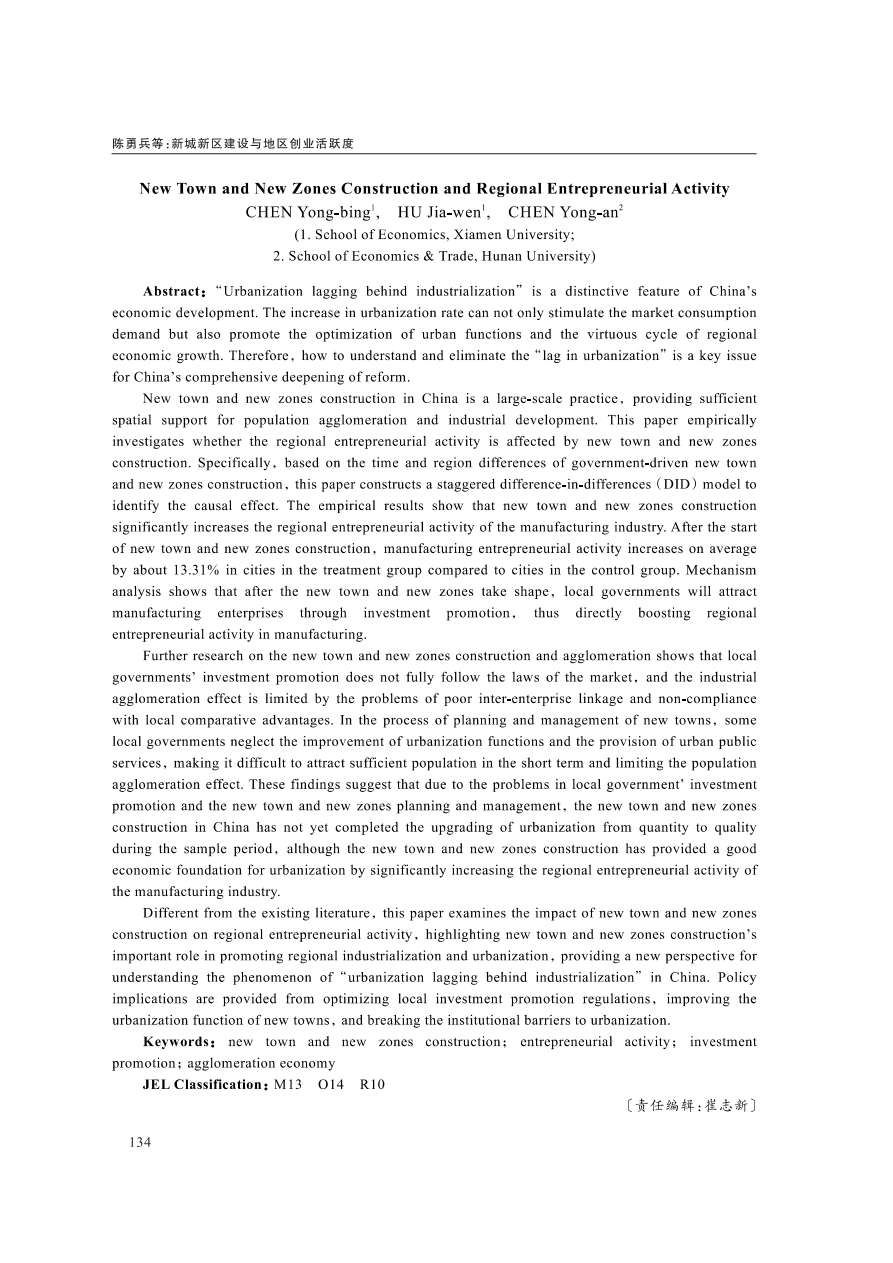 陈勇兵等:新城新区建设与地区创业活跃度
New Town and New Zones Construction and Regional Entrepreneurial Activity
CHEN Yong-bing1, HU Jia-wen1, CHEN Yong-an2
(1. School of Economics, Xiamen University;
2. School of Economics & Trade, Hunan University)
Abstract: “Urbanization lagging behind industrialization” is a distinctive feature of China’s
economic development. The increase in urbanization rate can not only stimulate the market consumption
demand but also promote the optimization of urban functions and the virtuous cycle of regional
economic growth. Therefore, how to understand and eliminate the “lag in urbanization” is a key issue
for China’s comprehensive deepening of reform.
New town and new zones construction in China is a large-scale practice, providing sufficient
spatial support for population agglomeration and industrial development. This paper empirically
investigates whether the regional entrepreneurial activity is affected by new town and new zones
construction. Specifically, based on the time and region differences of government-driven new town
and new zones construction, this paper constructs a staggered difference-in-differences (DID) model to
identify the causal effect. The empirical results show that new town and new zones construction
significantly increases the regional entrepreneurial activity of the manufacturing industry. After the start
of new town and new zones construction, manufacturing entrepreneurial activity increases on average
by about 13.31% in cities in the treatment group compared to cities in the control group. Mechanism
analysis shows that after the new town and new zones take shape, local governments will attract
manufacturing enterprises through investment promotion, thus directly boosting regional
entrepreneurial activity in manufacturing.
Further research on the new town and new zones construction and agglomeration shows that local
governments’ investment promotion does not fully follow the laws of the market, and the industrial
agglomeration effect is limited by the problems of poor inter-enterprise linkage and non-compliance
with local comparative advantages. In the process of planning and management of new towns, some
local governments neglect the improvement of urbanization functions and the provision of urban public
services, making it difficult to attract sufficient population in the short term and limiting the population
agglomeration effect. These findings suggest that due to the problems in local government’ investment
promotion and the new town and new zones planning and management, the new town and new zones
construction in China has not yet completed the upgrading of urbanization from quantity to quality
during the sample period, although the new town and new zones construction has provided a good
economic foundation for urbanization by significantly increasing the regional entrepreneurial activity of
the manufacturing industry.
Different from the existing literature, this paper examines the impact of new town and new zones
construction on regional entrepreneurial activity, highlighting new town and new zones construction’s
important role in promoting regional industrialization and urbanization, providing a new perspective for
understanding the phenomenon of “urbanization lagging behind industrialization” in China. Policy
implications are provided from optimizing local investment promotion regulations, improving the
urbanization function of new towns, and breaking the institutional barriers to urbanization.
Keywords: new town and new zones construction; entrepreneurial activity; investment
promotion; agglomeration economy
JEL Classification: M13 O14 R10
〔责任编辑:崔志新〕
134